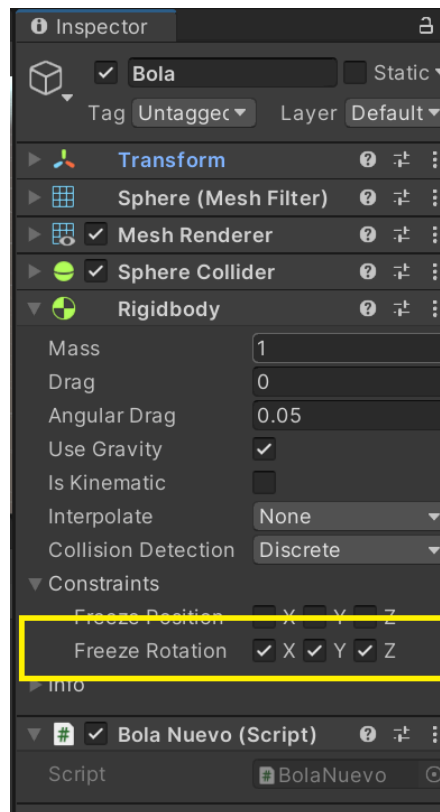 Inspector
Bola Static
Tag Untaggec Layer Default
Transform
Sphere (Mesh Filter)
Mesh Renderer
Sphere Collider
Rigidbody
Mass 1
Drag 0
Angular Drag 0.05
Use Gravity
Is Kinematic
Interpolate None
Collision Detection Discrete
Constraints
Freeze Position X Y Z
Freeze Rotation X Y Z
Info
# Bola Nuevo (Script)
Script # BolaNuevo